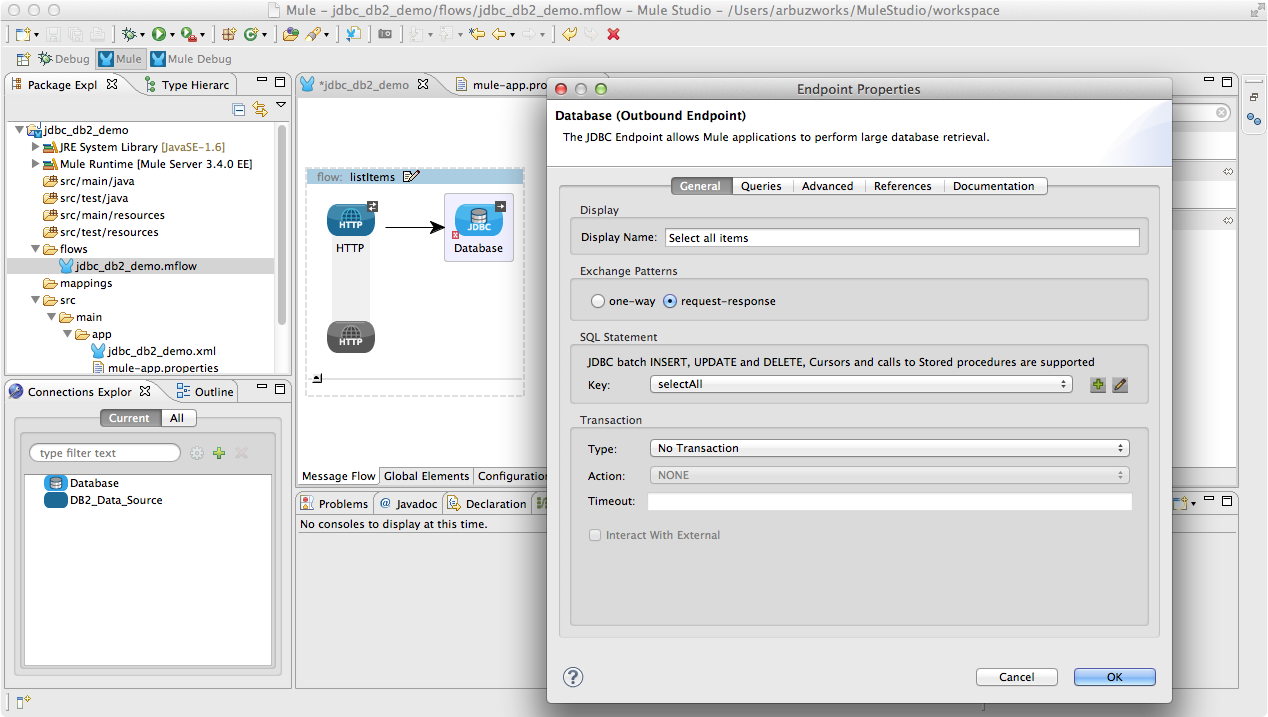 Mule – jdbc_db2_demo/flows/jdbc_db2_demo.mflow – Mule Studio – /Users/arbuzworks/MuleStudio/workspace
Debug Mule Mule Debug
Package Expl Type Hierarc
jdbc_db2_demo
JRE System Library [JavaSE-1.6]
Mule Runtime [Mule Server 3.4.0 EE]
src/main/java
src/test/java
src/main/resources
src/test/resources
flows
jdbc_db2_demo.mflow
mappings
src
main
app
jdbc_db2_demo.xml
mule-app.properties
Connections Explor Outline
Current All
type filter text
Database
DB2_Data_Source
*jdbc_db2_demo mule-app.pro
flow: listItems
HTTP JDBC
HTTP Database
HTTP
Message Flow Global Elements Configuration
Problems @ Javadoc Declaration
No consoles to display at this time.
Endpoint Properties
Database (Outbound Endpoint)
The JDBC Endpoint allows Mule applications to perform large database retrieval.
General Queries Advanced References Documentation
Display
Display Name: Select all items
Exchange Patterns
one-way request-response
SQL Statement
JDBC batch INSERT, UPDATE and DELETE, Cursors and calls to Stored procedures are supported
Key: selectAll
Transaction
Type: No Transaction
Action: NONE
Timeout:
Interact With External
? Cancel OK